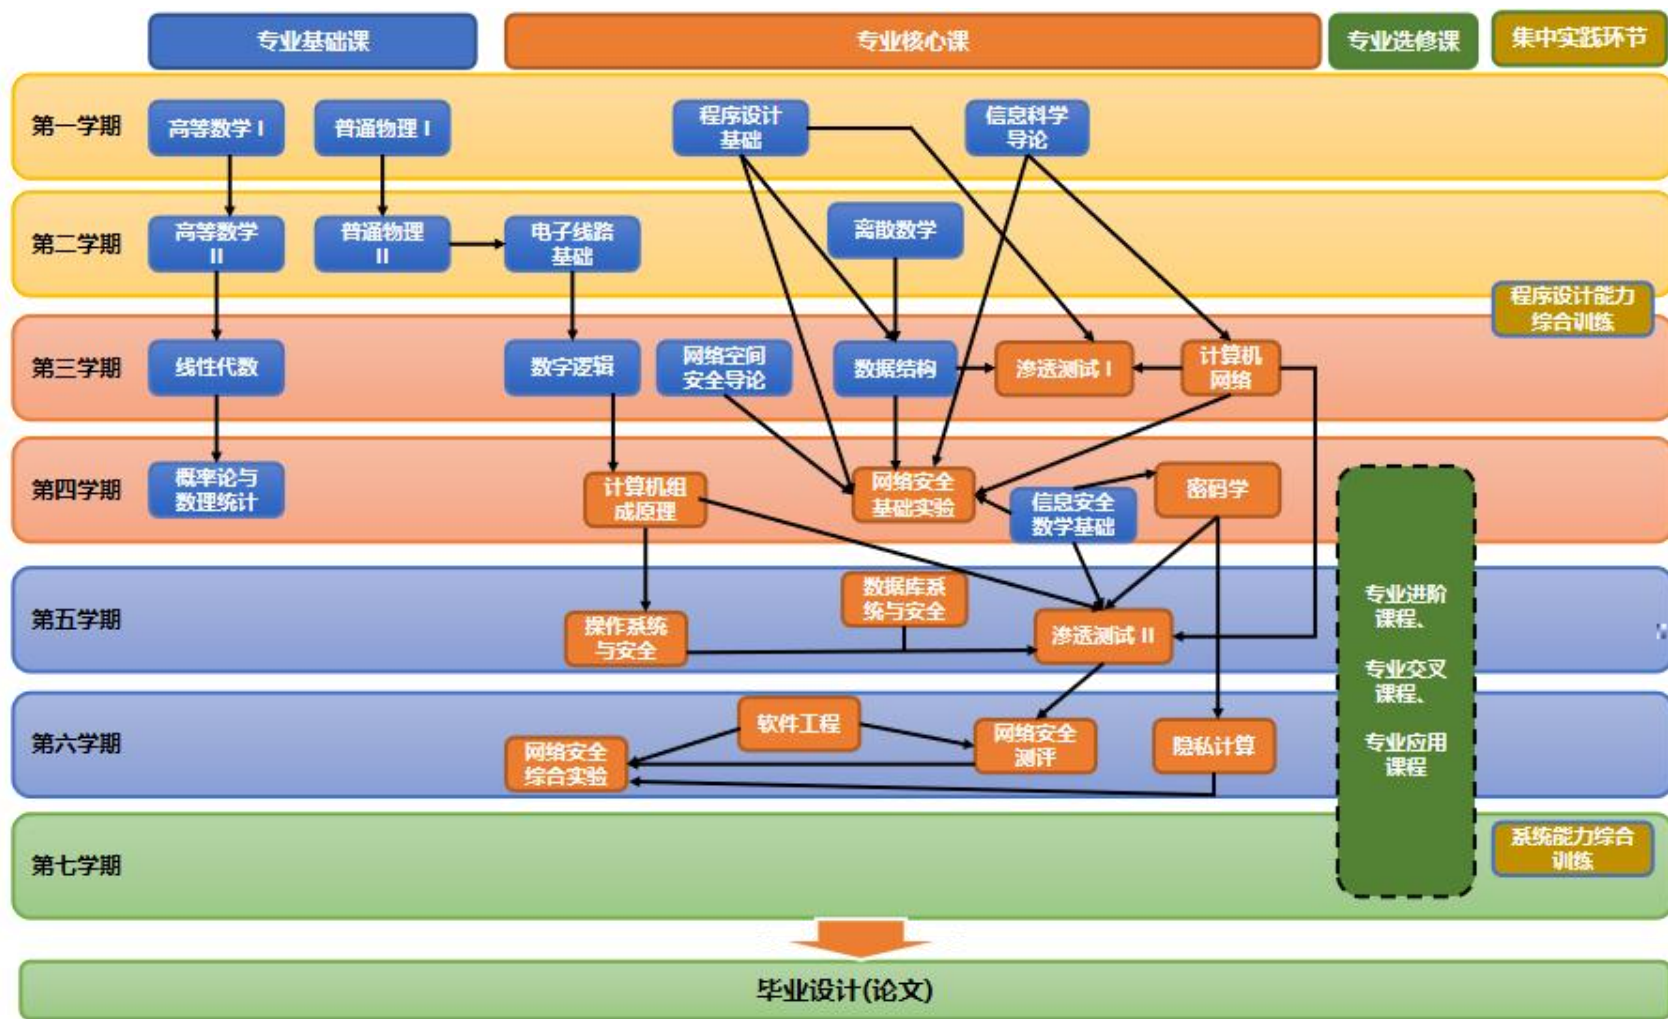 专业基础课
专业核心课
专业选修课
集中实践环节
第一学期
高等数学 I
普通物理 I
程序设计
基础
信息科学
导论
第二学期
高等数学
II
普通物理
II
电子线路
基础
离散数学
程序设计能力
综合训练
第三学期
线性代数
数字逻辑
网络空间
安全导论
数据结构
渗透测试 I
计算机
网络
第四学期
概率论与
数理统计
计算机组
成原理
网络安全
基础实验
信息安全
数学基础
密码学
第五学期
操作系统
与安全
数据库系
统与安全
渗透测试 II
专业进阶
课程、
专业交叉
课程、
专业应用
课程
第六学期
网络安全
综合实验
软件工程
网络安全
测评
隐私计算
第七学期
系统能力综合
训练
毕业设计(论文)